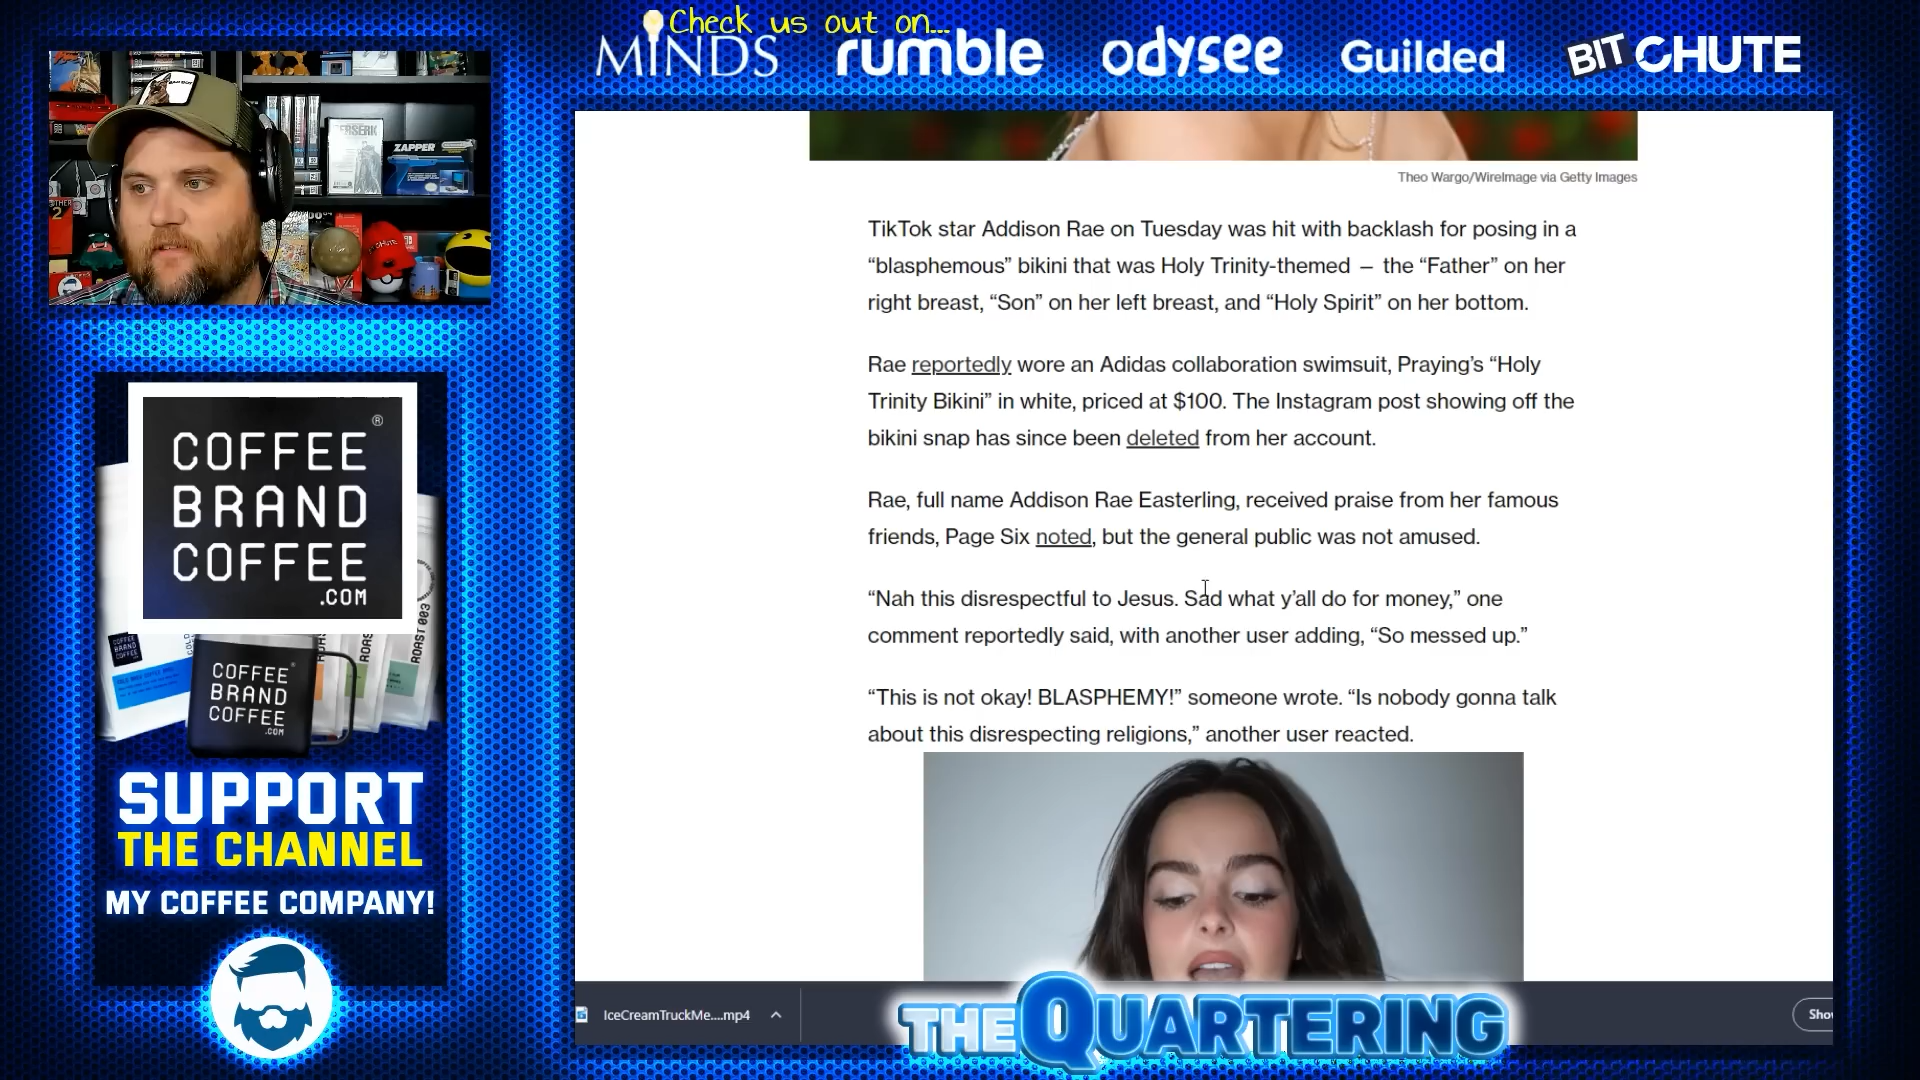 Check us out on...
MINDS
rumble
odysee
Guilded
BIT CHUTE
BERSERK
ZAPPER
COFFEE
BRAND
COFFEE
.COM
®
ROAST 003
COFFEE
BRAND
COFFEE
.COM
SUPPORT
THE CHANNEL
MY COFFEE COMPANY!
Theo Wargo/WireImage via Getty Images
TikTok star Addison Rae on Tuesday was hit with backlash for posing in a
“blasphemous” bikini that was Holy Trinity-themed — the “Father” on her
right breast, “Son” on her left breast, and “Holy Spirit” on her bottom.
Rae reportedly wore an Adidas collaboration swimsuit, Praying’s “Holy
Trinity Bikini” in white, priced at $100. The Instagram post showing off the
bikini snap has since been deleted from her account.
Rae, full name Addison Rae Easterling, received praise from her famous
friends, Page Six noted, but the general public was not amused.
“Nah this disrespectful to Jesus. Sad what y’all do for money,” one
comment reportedly said, with another user adding, “So messed up.”
“This is not okay! BLASPHEMY!” someone wrote. “Is nobody gonna talk
about this disrespecting religions,” another user reacted.
IceCreamTruckMe....mp4
Sho
THE QUARTERING